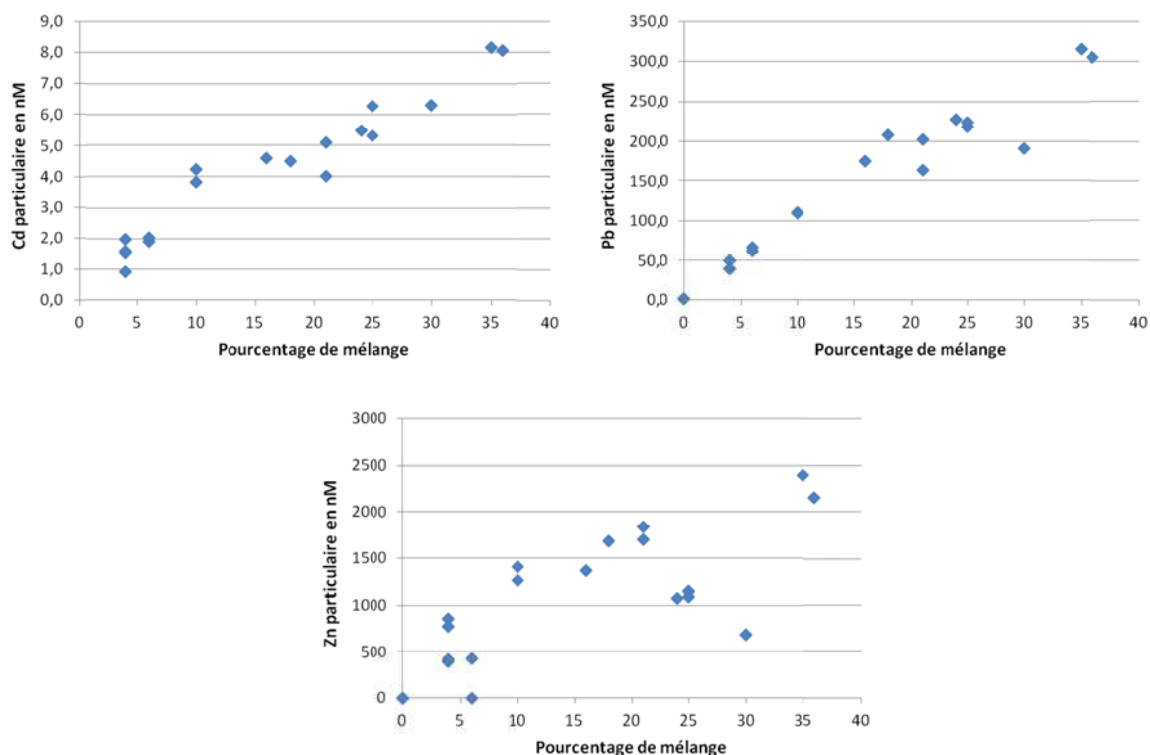 Cd particulaire en nM
9,0
8,0
7,0
6,0
5,0
4,0
3,0
2,0
1,0
0,0
0 5 10 15 20 25 30 35 40
Pourcentage de mélange
Pb particulaire en nM
350,0
300,0
250,0
200,0
150,0
100,0
50,0
0,0
0 5 10 15 20 25 30 35 40
Pourcentage de mélange
Zn particulaire en nM
3000
2500
2000
1500
1000
500
0
0 5 10 15 20 25 30 35 40
Pourcentage de mélange